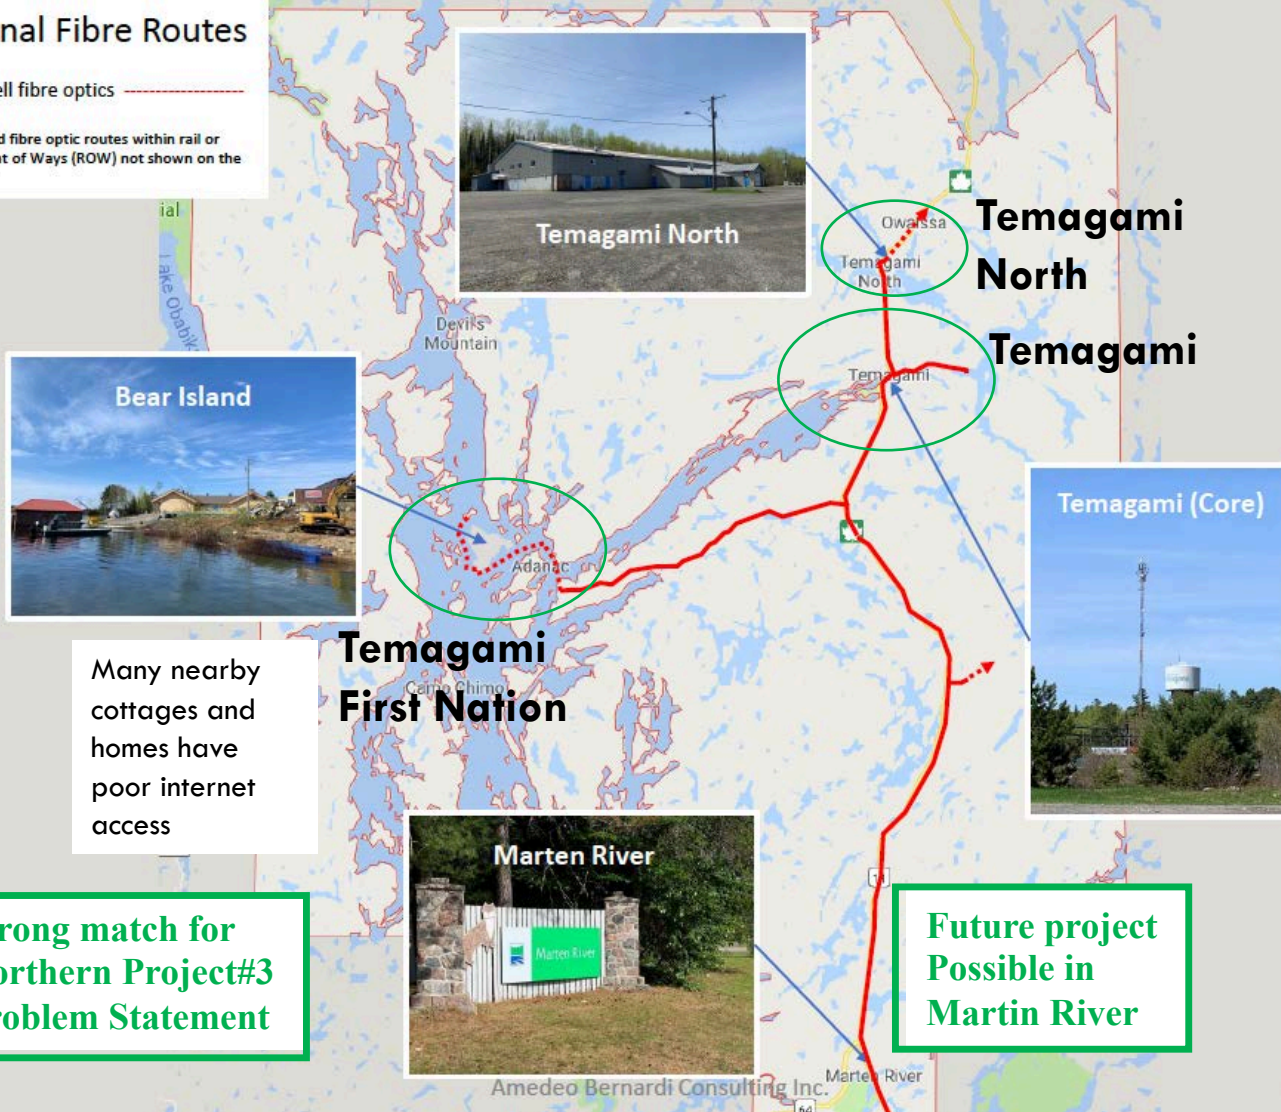 nal Fibre Routes
ell fibre optics
d fibre optic routes within rail or
nt of Ways (ROW) not shown on the
ial
Lake Obabik
Temagami North
Owaissa
Temagami
North
Temagami
North
Devil's
Mountain
Temagami
Temagami
Bear Island
Temagami (Core)
Adanac
Many nearby
cottages and
homes have
poor internet
access
Temagami
First Nation
Camp Chimo
Marten River
Marten River
11
rong match for
orthern Project#3
roblem Statement
Future project
Possible in
Martin River
Marten River
Amedeo Bernardi Consulting Inc.
64